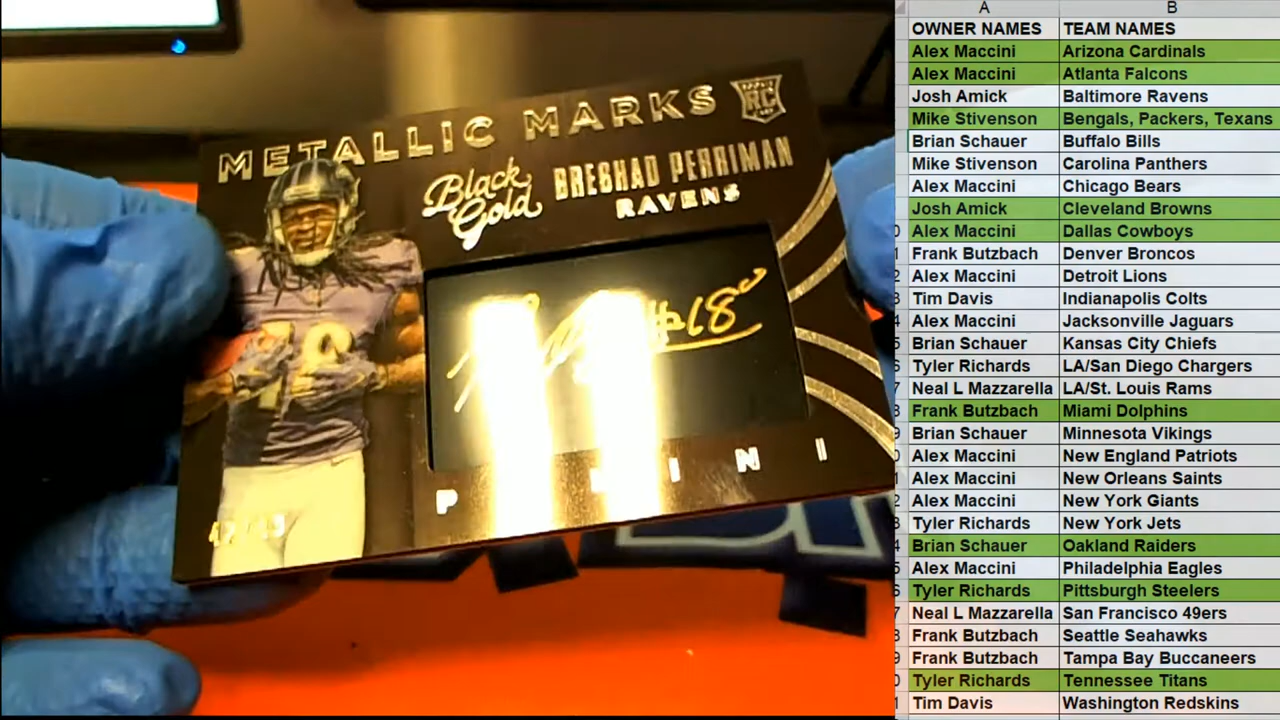 METALLIC MARKS RC
Black Gold
BRESHAD PERRIMAN
RAVENS
#18
A B
OWNER NAMES TEAM NAMES
Alex Maccini Arizona Cardinals
Alex Maccini Atlanta Falcons
Josh Amick Baltimore Ravens
Mike Stivenson Bengals, Packers, Texans
Brian Schauer Buffalo Bills
Mike Stivenson Carolina Panthers
Alex Maccini Chicago Bears
Josh Amick Cleveland Browns
Alex Maccini Dallas Cowboys
Frank Butzbach Denver Broncos
Alex Maccini Detroit Lions
Tim Davis Indianapolis Colts
Alex Maccini Jacksonville Jaguars
Brian Schauer Kansas City Chiefs
Tyler Richards LA/San Diego Chargers
Neal L Mazzarella LA/St. Louis Rams
Frank Butzbach Miami Dolphins
Brian Schauer Minnesota Vikings
Alex Maccini New England Patriots
Alex Maccini New Orleans Saints
Alex Maccini New York Giants
Tyler Richards New York Jets
Brian Schauer Oakland Raiders
Alex Maccini Philadelphia Eagles
Tyler Richards Pittsburgh Steelers
Neal L Mazzarella San Francisco 49ers
Frank Butzbach Seattle Seahawks
Frank Butzbach Tampa Bay Buccaneers
Tyler Richards Tennessee Titans
Tim Davis Washington Redskins